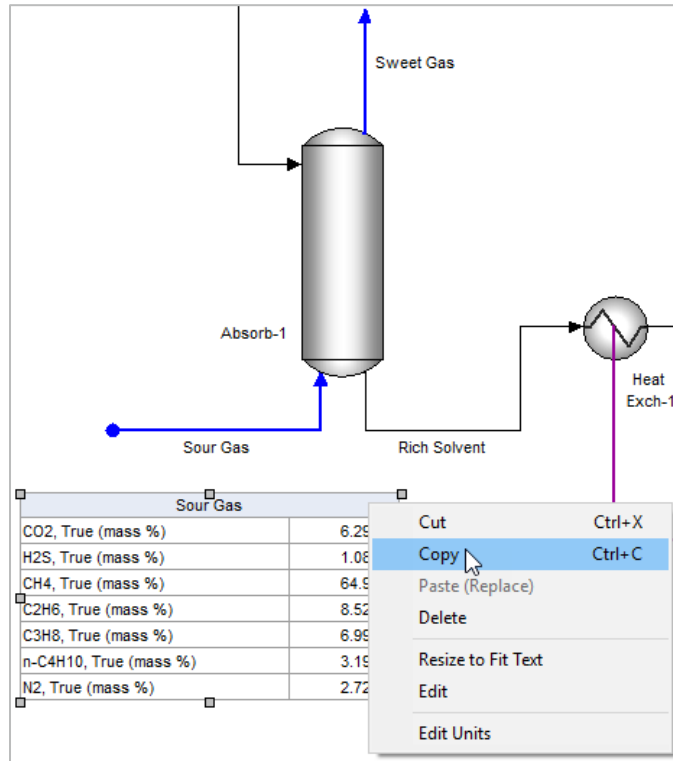 Sweet Gas
Absorb-1
Heat
Exch-1
Sour Gas
Rich Solvent
Sour Gas
CO2, True (mass %) 6.29
H2S, True (mass %) 1.08
CH4, True (mass %) 64.9
C2H6, True (mass %) 8.52
C3H8, True (mass %) 6.99
n-C4H10, True (mass %) 3.19
N2, True (mass %) 2.72
Cut Ctrl+X
Copy Ctrl+C
Paste (Replace)
Delete
Resize to Fit Text
Edit
Edit Units